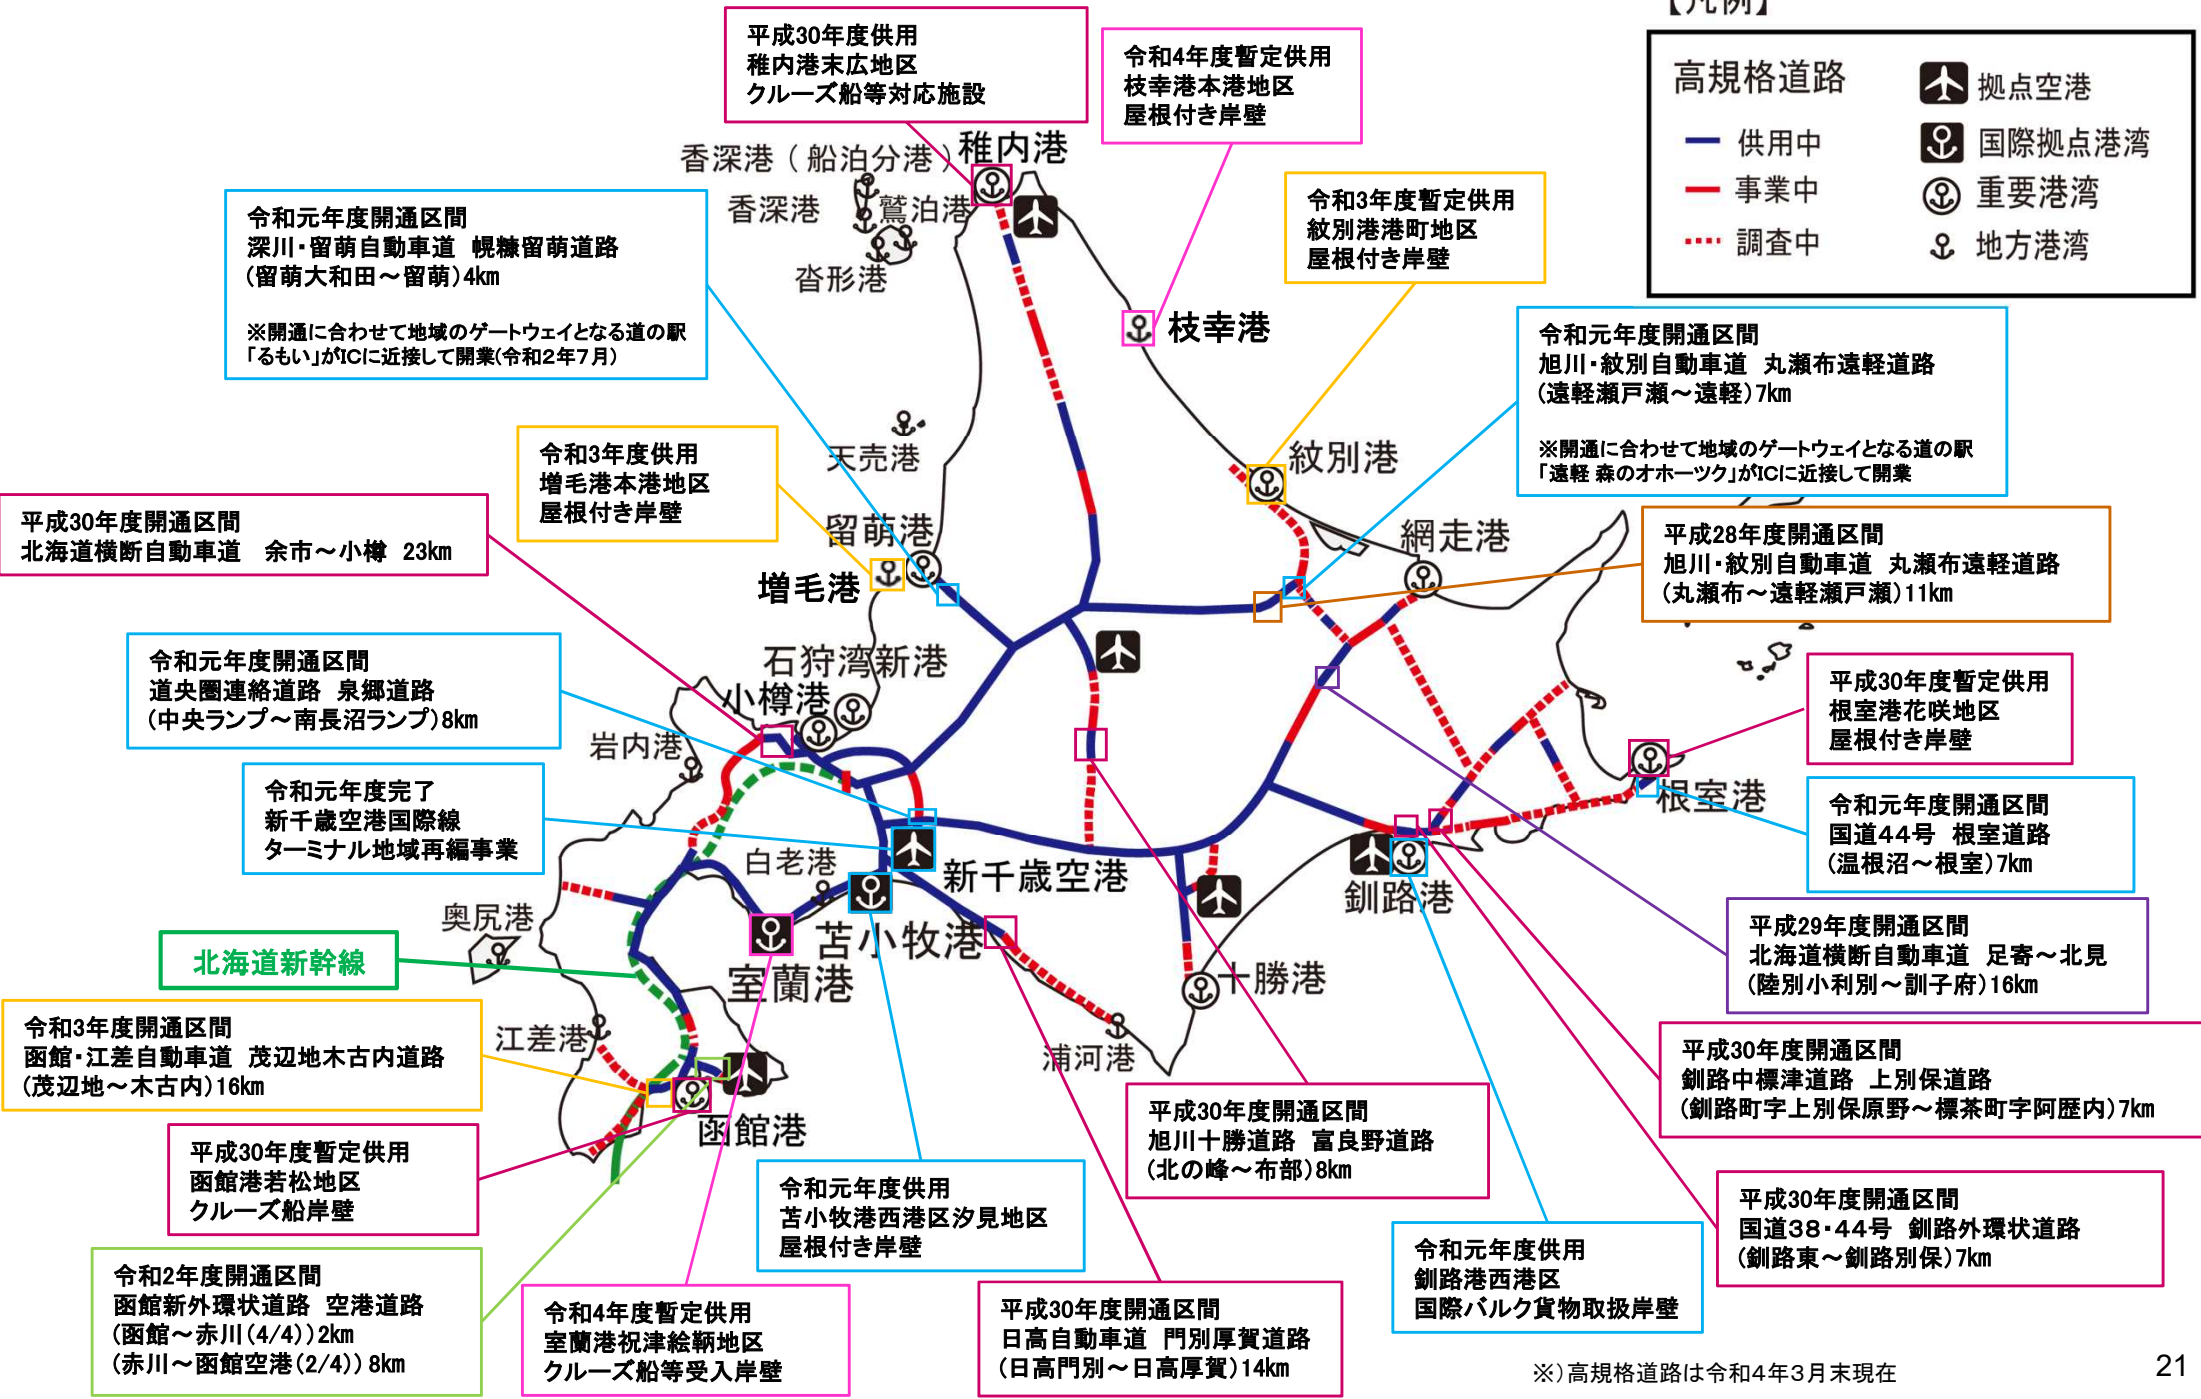 【凡例】
高規格道路
供用中
事業中
調査中
拠点空港
国際拠点港湾
重要港湾
地方港湾
平成30年度供用
稚内港末広地区
クルーズ船等対応施設
令和4年度暫定供用
枝幸港本港地区
屋根付き岸壁
香深港（船泊分港）
稚内港
香深港
鷲泊港
沓形港
令和3年度暫定供用
紋別港港町地区
屋根付き岸壁
令和元年度開通区間
深川・留萌自動車道 幌糠留萌道路
(留萌大和田～留萌)4km
※開通に合わせて地域のゲートウェイとなる道の駅
「るもい」がICに近接して開業(令和2年7月)
枝幸港
令和元年度開通区間
旭川・紋別自動車道 丸瀬布遠軽道路
(遠軽瀬戸瀬～遠軽)7km
※開通に合わせて地域のゲートウェイとなる道の駅
「遠軽 森のオホーツク」がICに近接して開業
天売港
紋別港
令和3年度供用
増毛港本港地区
屋根付き岸壁
平成30年度開通区間
北海道横断自動車道 余市～小樽 23km
留萌港
増毛港
網走港
平成28年度開通区間
旭川・紋別自動車道 丸瀬布遠軽道路
(丸瀬布～遠軽瀬戸瀬)11km
令和元年度開通区間
道央圏連絡道路 泉郷道路
(中央ランプ～南長沼ランプ)8km
石狩湾新港
小樽港
岩内港
平成30年度暫定供用
根室港花咲地区
屋根付き岸壁
令和元年度完了
新千歳空港国際線
ターミナル地域再編事業
根室港
令和元年度開通区間
国道44号 根室道路
(温根沼～根室)7km
白老港
新千歳空港
釧路港
奥尻港
苫小牧港
室蘭港
十勝港
北海道新幹線
平成29年度開通区間
北海道横断自動車道 足寄～北見
(陸別小利別～訓子府)16km
令和3年度開通区間
函館・江差自動車道 茂辺地木古内道路
(茂辺地～木古内)16km
江差港
浦河港
函館港
平成30年度開通区間
釧路中標津道路 上別保道路
(釧路町字上別保原野～標茶町字阿歴内)7km
平成30年度開通区間
旭川十勝道路 富良野道路
(北の峰～布部)8km
平成30年度暫定供用
函館港若松地区
クルーズ船岸壁
令和元年度供用
苫小牧港西港区汐見地区
屋根付き岸壁
平成30年度開通区間
国道38・44号 釧路外環状道路
(釧路東～釧路別保)7km
令和元年度供用
釧路港西港区
国際バルク貨物取扱岸壁
令和2年度開通区間
函館新外環状道路 空港道路
(函館～赤川(4/4))2km
(赤川～函館空港(2/4))8km
令和4年度暫定供用
室蘭港祝津絵鞆地区
クルーズ船等受入岸壁
平成30年度開通区間
日高自動車道 門別厚賀道路
(日高門別～日高厚賀)14km
※)高規格道路は令和4年3月末現在
21